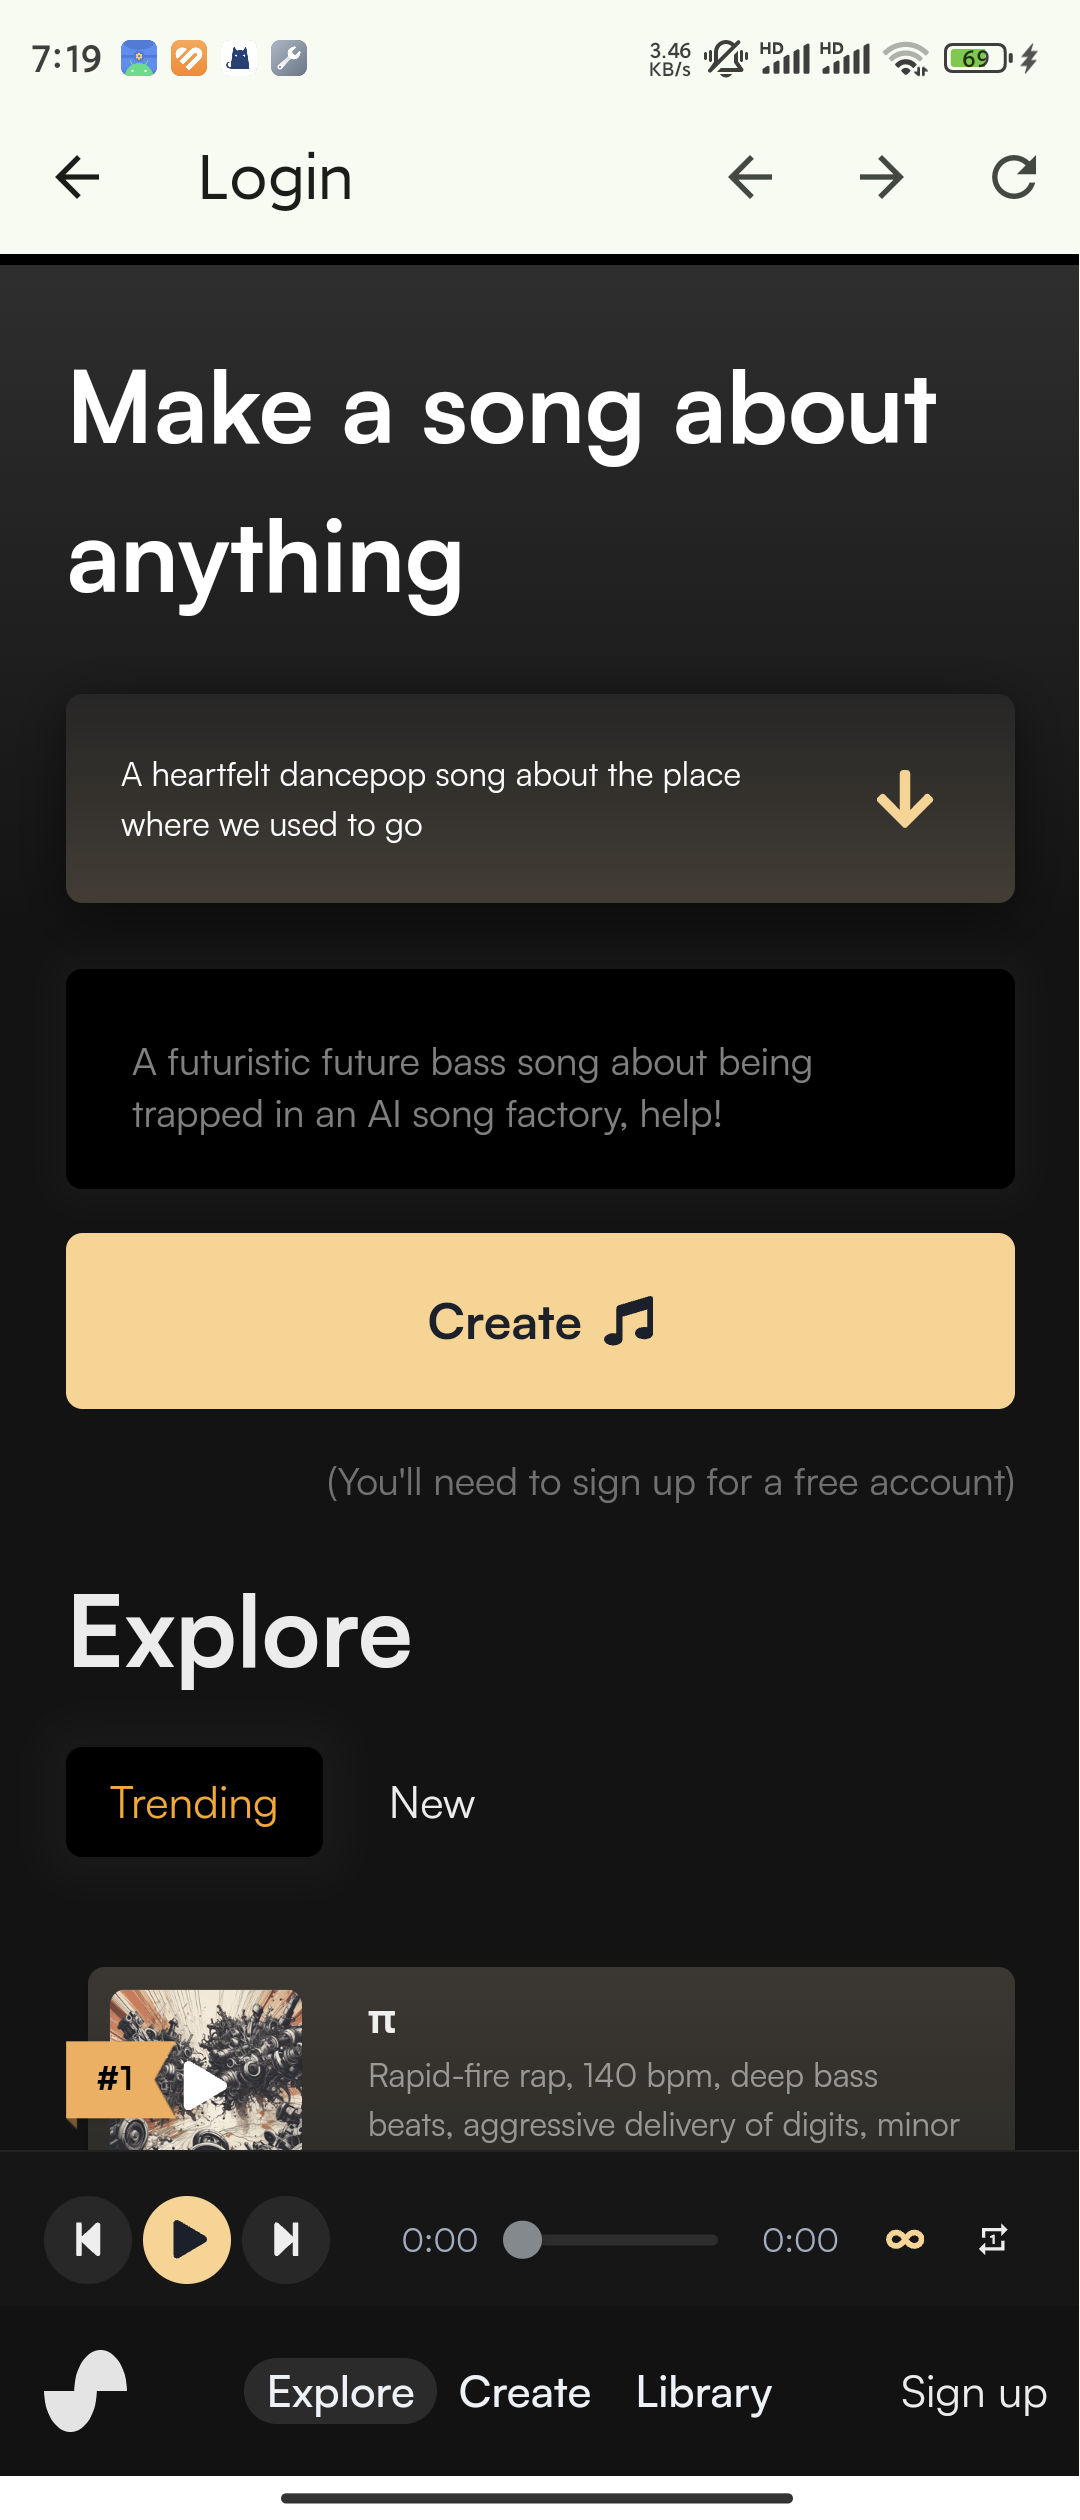 7:19
3.46
KB/s
HD
HD
69
Login
Make a song about
anything
A heartfelt dancepop song about the place
where we used to go
A futuristic future bass song about being
trapped in an AI song factory, help!
Create
(You'll need to sign up for a free account)
Explore
Trending
New
#1
π
Rapid-fire rap, 140 bpm, deep bass
beats, aggressive delivery of digits, minor
0:00
0:00
1
Explore
Create
Library
Sign up